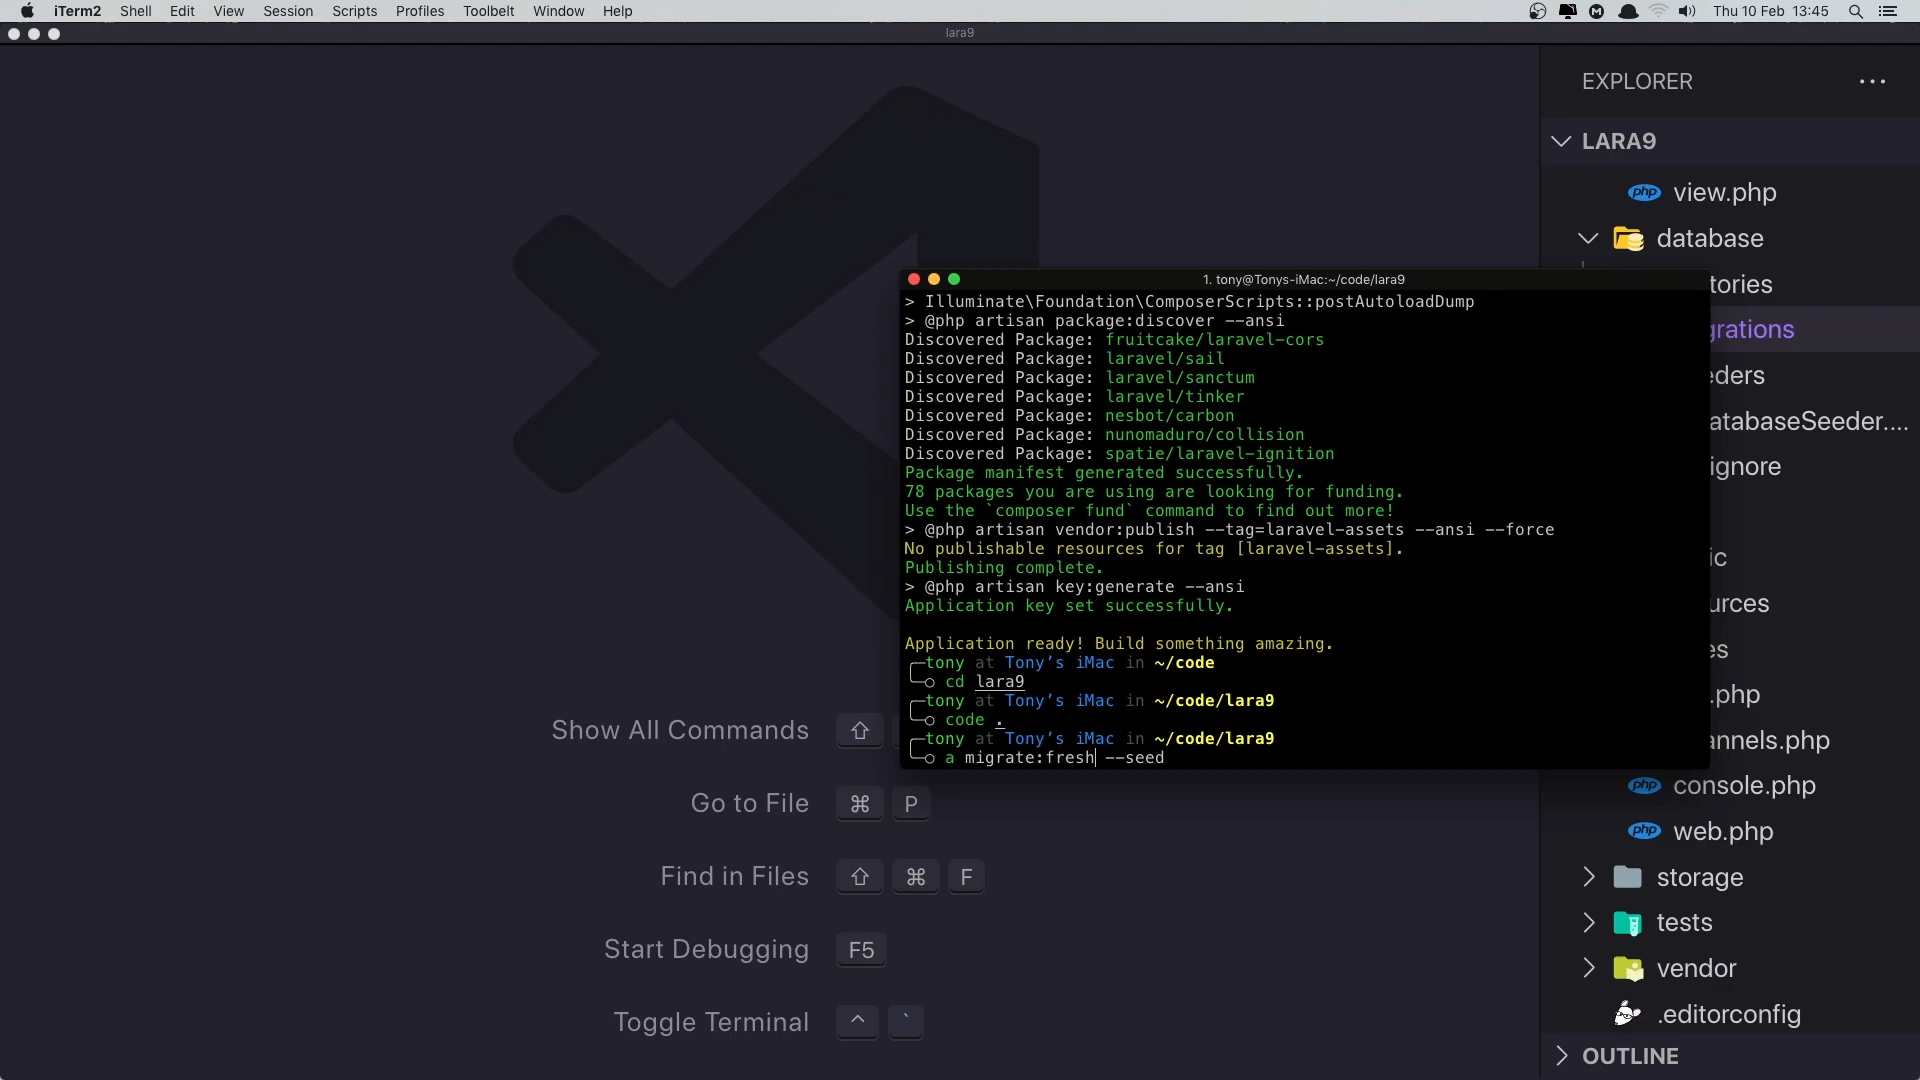 iTerm2 Shell Edit View Session Scripts Profiles Toolbelt Window Help Thu 10 Feb 13:45
lara9
1. tony@Tonys-iMac:~/code/lara9
> Illuminate\Foundation\ComposerScripts::postAutoloadDump
> @php artisan package:discover --ansi
Discovered Package: fruitcake/laravel-cors
Discovered Package: laravel/sail
Discovered Package: laravel/sanctum
Discovered Package: laravel/tinker
Discovered Package: nesbot/carbon
Discovered Package: nunomaduro/collision
Discovered Package: spatie/laravel-ignition
Package manifest generated successfully.
78 packages you are using are looking for funding.
Use the `composer fund` command to find out more!
> @php artisan vendor:publish --tag=laravel-assets --ansi --force
No publishable resources for tag [laravel-assets].
Publishing complete.
> @php artisan key:generate --ansi
Application key set successfully.
Application ready! Build something amazing.
tony at Tony’s iMac in ~/code
cd lara9
tony at Tony’s iMac in ~/code/lara9
code .
tony at Tony’s iMac in ~/code/lara9
a migrate:fresh --seed
Show All Commands ⇧
Go to File ⌘ P
Find in Files ⇧ ⌘ F
Start Debugging F5
Toggle Terminal ^ `
EXPLORER ...
LARA9
php view.php
database
tories
grations
eders
atabaseSeeder....
ignore
ic
urces
es
.php
annels.php
php console.php
php web.php
storage
tests
vendor
.editorconfig
OUTLINE